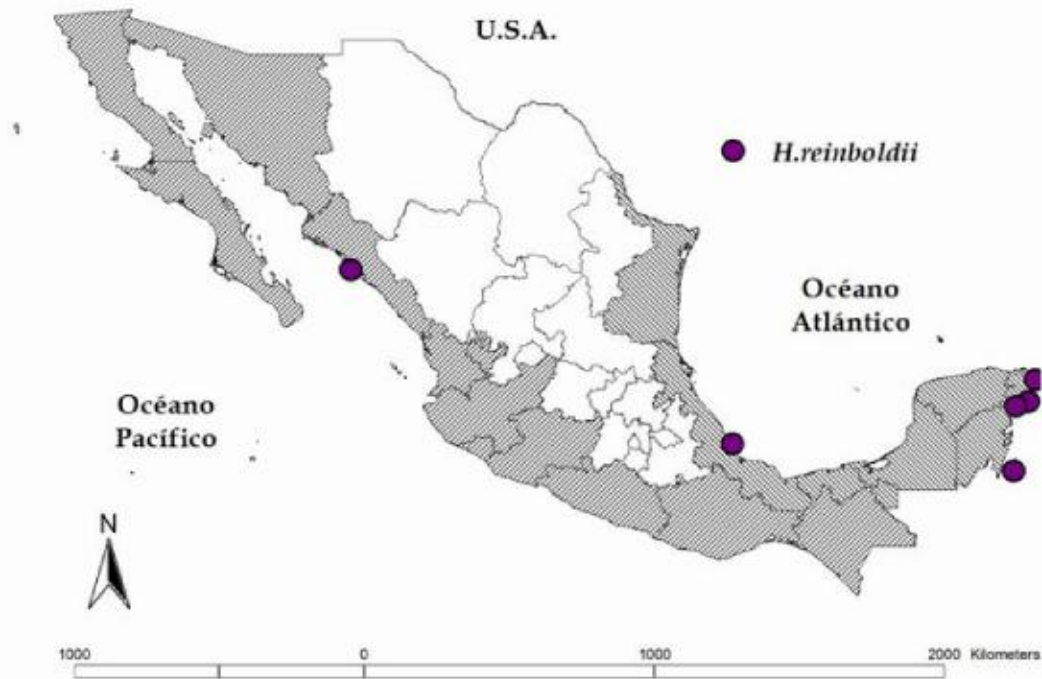 U.S.A.
H.reinboldii
Océano
Atlántico
Océano
Pacífico
N
1000 0 1000 2000 Kilometers